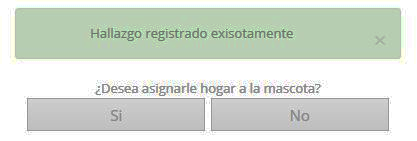 Hallazgo registrado exisotamente
×
¿Desea asignarle hogar a la mascota?
Si No